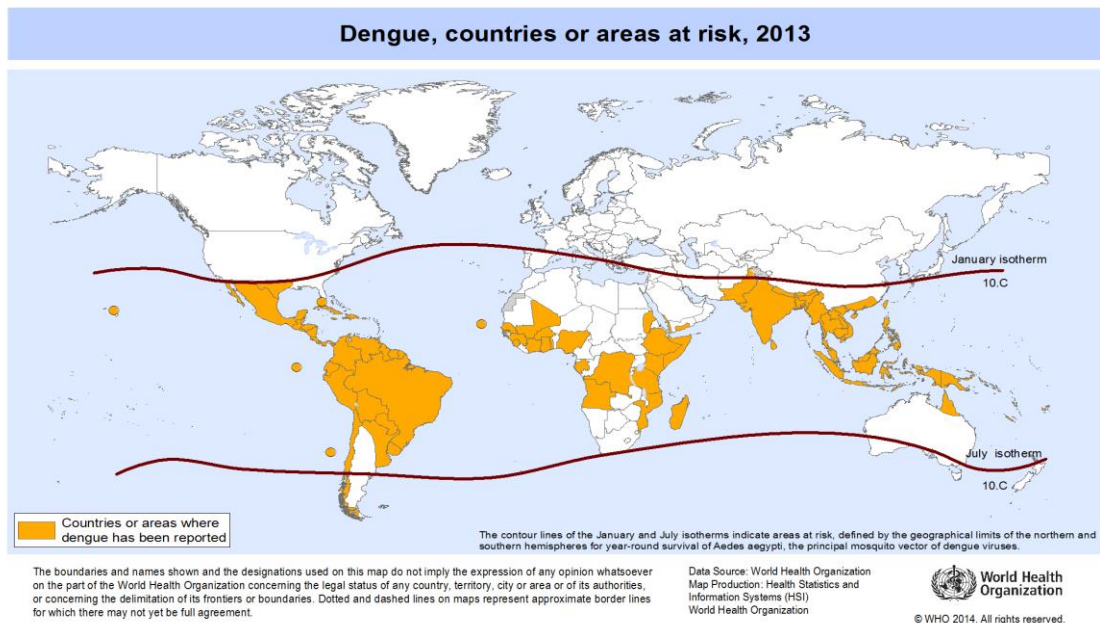 Dengue, countries or areas at risk, 2013
January isotherm
10.C
July isotherm
10.C
Countries or areas where
dengue has been reported
The contour lines of the January and July isotherms indicate areas at risk, defined by the geographical limits of the northern and
southern hemispheres for year-round survival of Aedes aegypti, the principal mosquito vector of dengue viruses.
The boundaries and names shown and the designations used on this map do not imply the expression of any opinion whatsoever
on the part of the World Health Organization concerning the legal status of any country, territory, city or area or of its authorities,
or concerning the delimitation of its frontiers or boundaries. Dotted and dashed lines on maps represent approximate border lines
for which there may not yet be full agreement.
Data Source: World Health Organization
Map Production: Health Statistics and
Information Systems (HSI)
World Health Organization
World Health
Organization
© WHO 2014. All rights reserved.